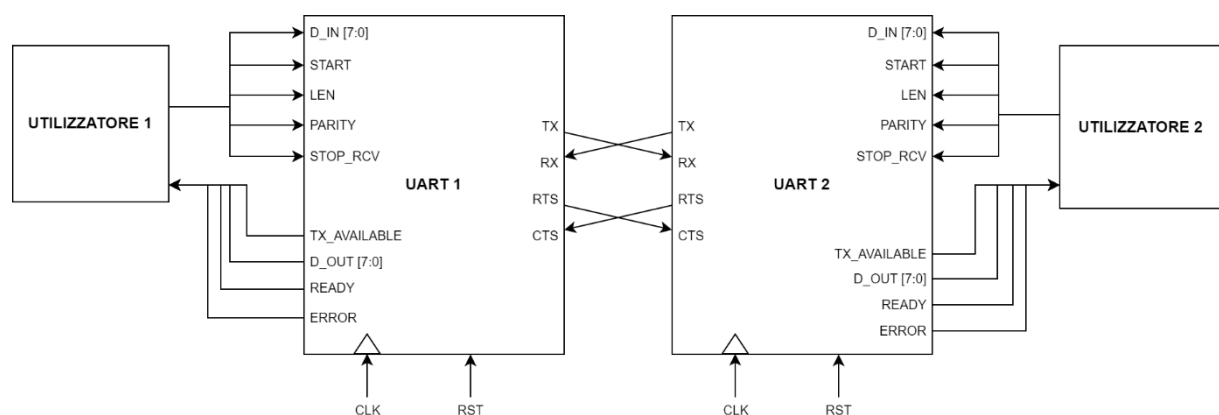 UTILIZZATORE 1
D_IN [7:0]
START
LEN
PARITY
STOP_RCV
TX_AVAILABLE
D_OUT [7:0]
READY
ERROR
UART 1
TX
RX
RTS
CTS
CLK
RST
TX
RX
RTS
CTS
UART 2
D_IN [7:0]
START
LEN
PARITY
STOP_RCV
TX_AVAILABLE
D_OUT [7:0]
READY
ERROR
CLK
RST
UTILIZZATORE 2